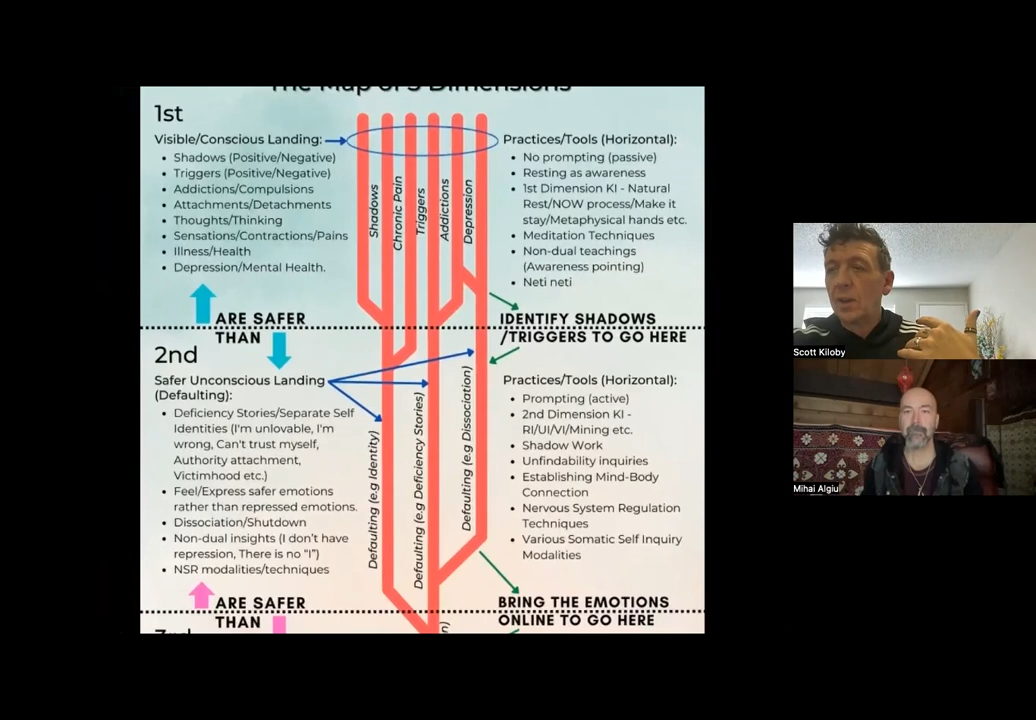 The Map of 3 Dimensions
1st
Visible/Conscious Landing:
• Shadows (Positive/Negative)
• Triggers (Positive/Negative)
• Addictions/Compulsions
• Attachments/Detachments
• Thoughts/Thinking
• Sensations/Contractions/Pains
• Illness/Health
• Depression/Mental Health.
Shadows
Chronic Pain
Triggers
Addictions
Depression
Practices/Tools (Horizontal):
• No prompting (passive)
• Resting as awareness
• 1st Dimension KI - Natural
Rest/NOW process/Make it
stay/Metaphysical hands etc.
• Meditation Techniques
• Non-dual teachings
(Awareness pointing)
• Neti neti
ARE SAFER
THAN
IDENTIFY SHADOWS
/TRIGGERS TO GO HERE
2nd
Safer Unconscious Landing
(Defaulting):
• Deficiency Stories/Separate Self
Identities (I'm unlovable, I'm
wrong, Can't trust myself,
Authority attachment,
Victimhood etc.)
• Feel/Express safer emotions
rather than repressed emotions.
• Dissociation/Shutdown
• Non-dual insights (I don't have
repression, There is no "I")
• NSR modalities/techniques
Defaulting (e.g Identity)
Defaulting (e.g Deficiency Stories)
Defaulting (e.g Dissociation)
Practices/Tools (Horizontal):
• Prompting (active)
• 2nd Dimension KI -
RI/UI/VI/Mining etc.
• Shadow Work
• Unfindability inquiries
• Establishing Mind-Body
Connection
• Nervous System Regulation
Techniques
• Various Somatic Self Inquiry
Modalities
ARE SAFER
THAN
BRING THE EMOTIONS
ONLINE TO GO HERE
3rd
Scott Kiloby
Mihai Algiu